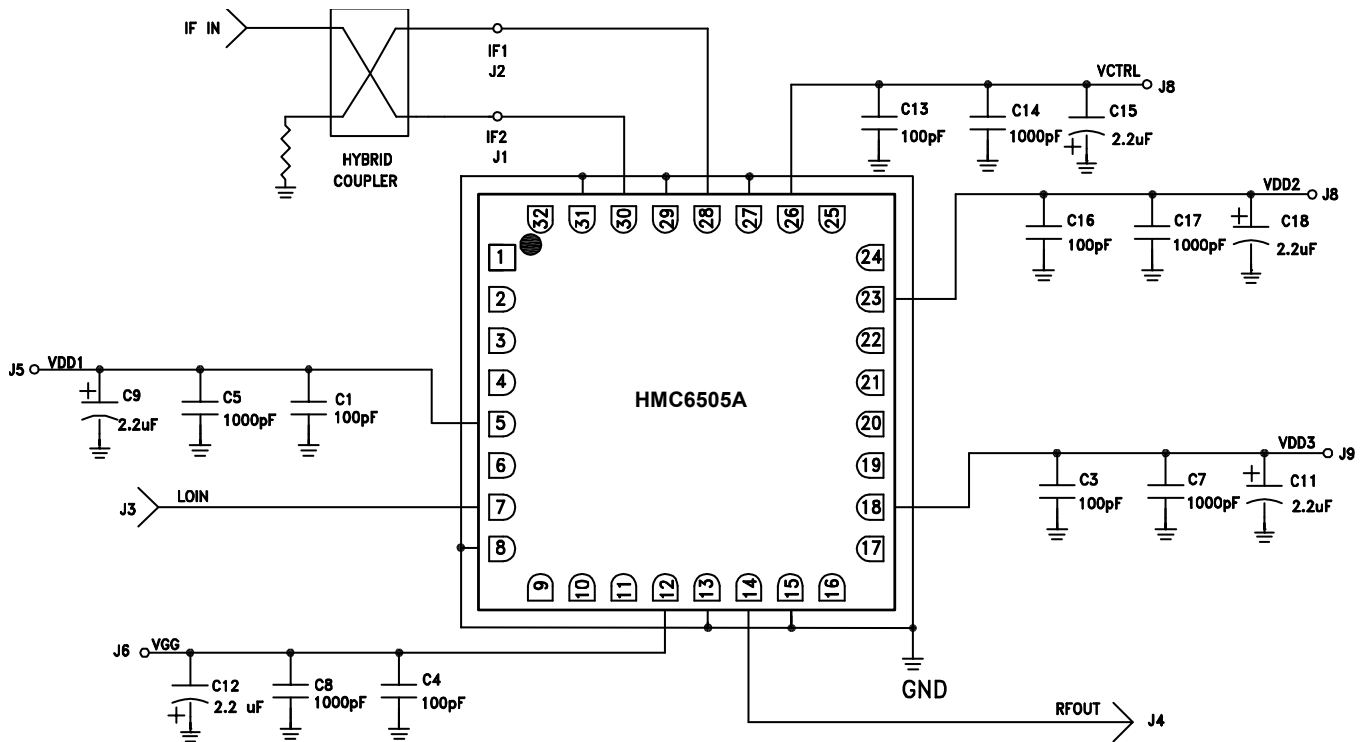 IF IN
IF1
J2
IF2
J1
HYBRID
COUPLER
VCTRL
J8
C13
100pF
C14
1000pF
C15
2.2uF
+
VDD2
J8
C16
100pF
C17
1000pF
+
C18
2.2uF
32
31
30
29
28
27
26
25
1
2
3
4
5
6
7
8
24
23
22
21
20
19
18
17
HMC6505A
J5
VDD1
+
C9
2.2uF
C5
1000pF
C1
100pF
VDD3
J9
C3
100pF
C7
1000pF
+
C11
2.2uF
J3
LOIN
9
10
11
12
13
14
15
16
J6
VGG
C12
2.2 uF
+
C8
1000pF
C4
100pF
GND
RFOUT
J4